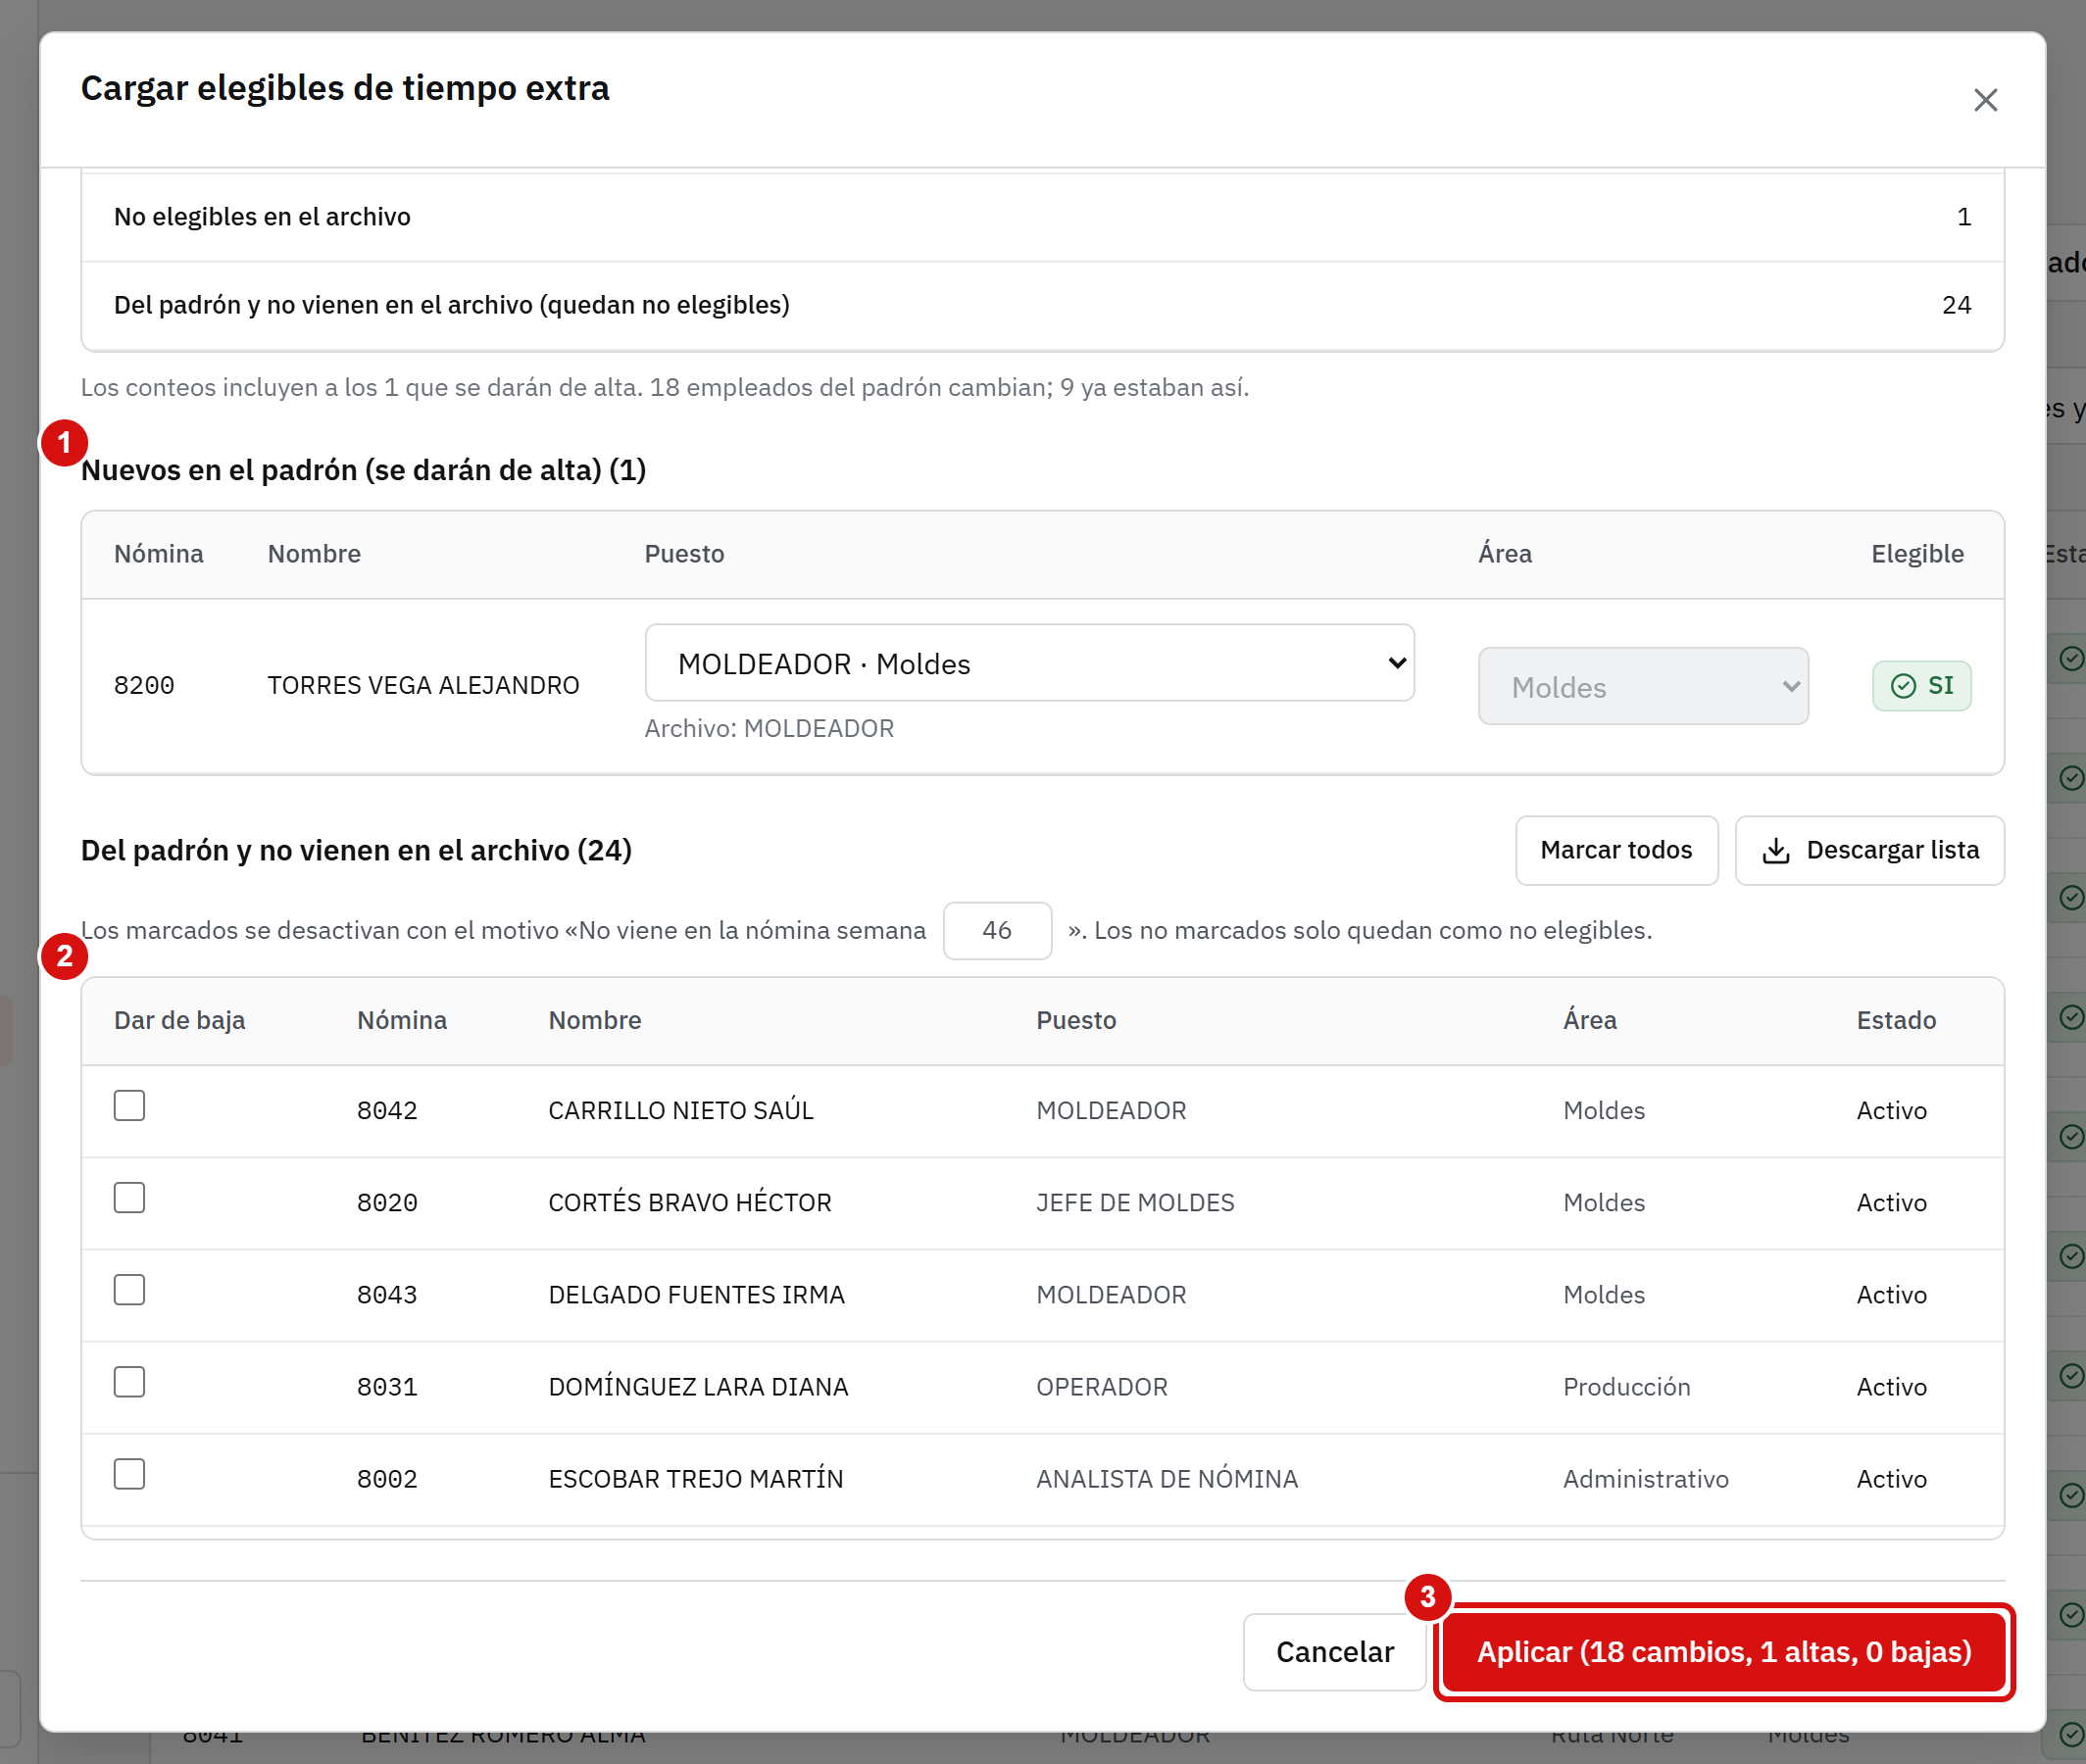 Cargar elegibles de tiempo extra
No elegibles en el archivo 1
Del padrón y no vienen en el archivo (quedan no elegibles) 24
Los conteos incluyen a los 1 que se darán de alta. 18 empleados del padrón cambian; 9 ya estaban así.
1
Nuevos en el padrón (se darán de alta) (1)
Nómina Nombre Puesto Área Elegible
8200 TORRES VEGA ALEJANDRO MOLDEADOR · Moldes Moldes SI
Archivo: MOLDEADOR
Del padrón y no vienen en el archivo (24) Marcar todos Descargar lista
Los marcados se desactivan con el motivo «No viene en la nómina semana 46 ». Los no marcados solo quedan como no elegibles.
2
Dar de baja Nómina Nombre Puesto Área Estado
8042 CARRILLO NIETO SAÚL MOLDEADOR Moldes Activo
8020 CORTÉS BRAVO HÉCTOR JEFE DE MOLDES Moldes Activo
8043 DELGADO FUENTES IRMA MOLDEADOR Moldes Activo
8031 DOMÍNGUEZ LARA DIANA OPERADOR Producción Activo
8002 ESCOBAR TREJO MARTÍN ANALISTA DE NÓMINA Administrativo Activo
3
Cancelar Aplicar (18 cambios, 1 altas, 0 bajas)
8041 BENÍTEZ ROMERO ALMA MOLDEADOR Ruta Norte Moldes